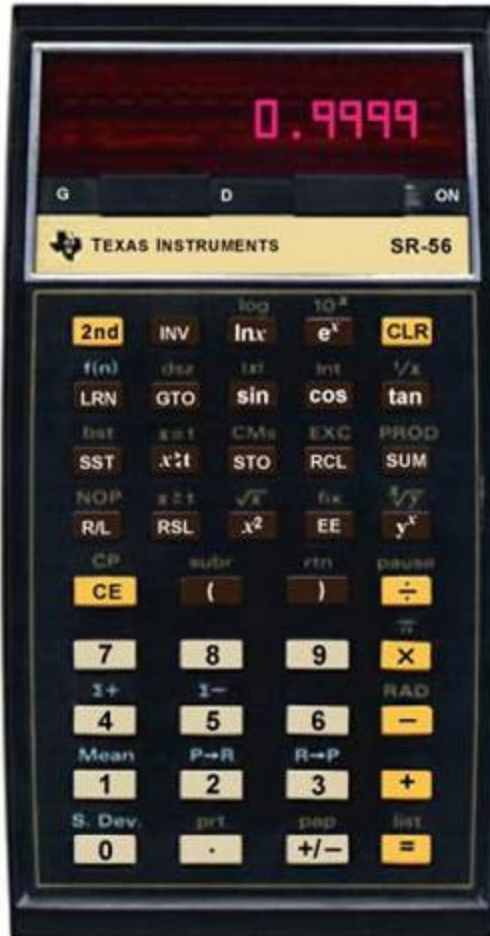 0.9999
G D ON
TEXAS INSTRUMENTS SR-56
log 10ˣ
2nd INV lnx eˣ CLR
f(n) dsz 1/x
LRN GTO sin cos tan
bst x=t CMs EXC PROD
SST x⇄t STO RCL SUM
NOP x≥t √x fix ˣ√y
R/L RSL x² EE yˣ
CP subr rtn pause
CE ( ) ÷
π
7 8 9 ×
Σ+ Σ− RAD
4 5 6 −
Mean P→R R→P
1 2 3 +
S. Dev. prt pap list
0 . +/− =